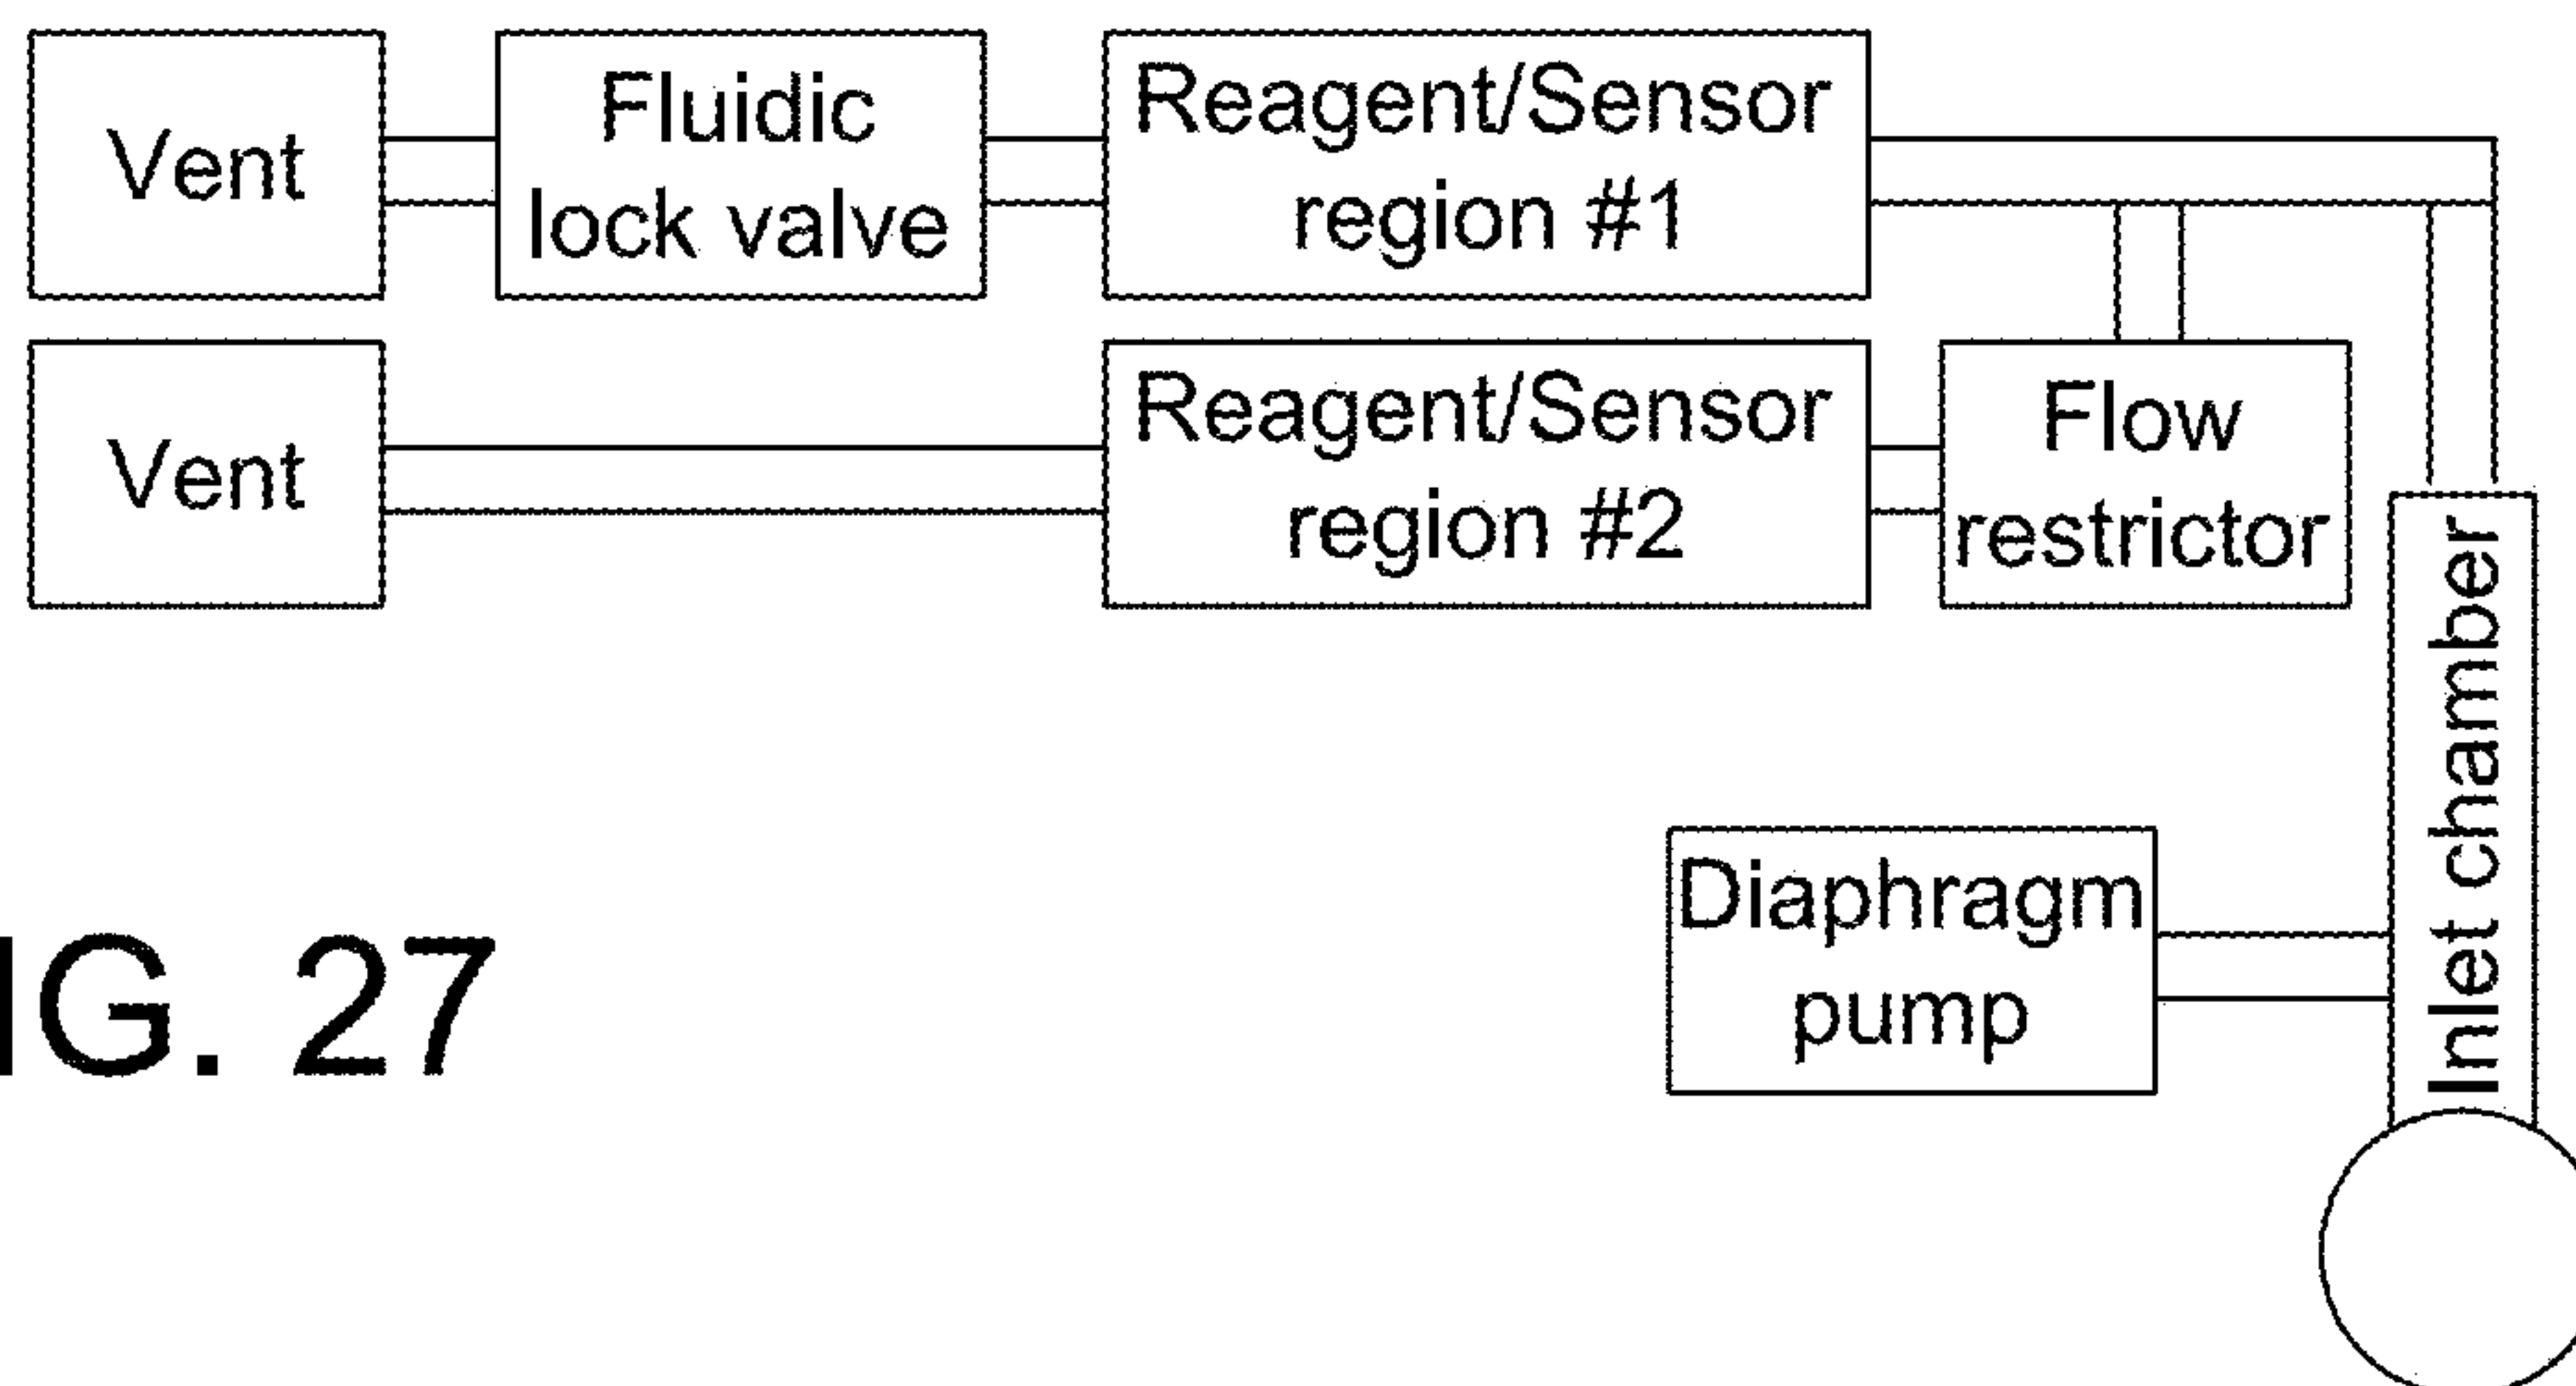 Vent
Fluidic
lock valve
Reagent/Sensor
region #1
Vent
Reagent/Sensor
region #2
Flow
restrictor
Inlet chamber
Diaphragm
pump
IG. 27